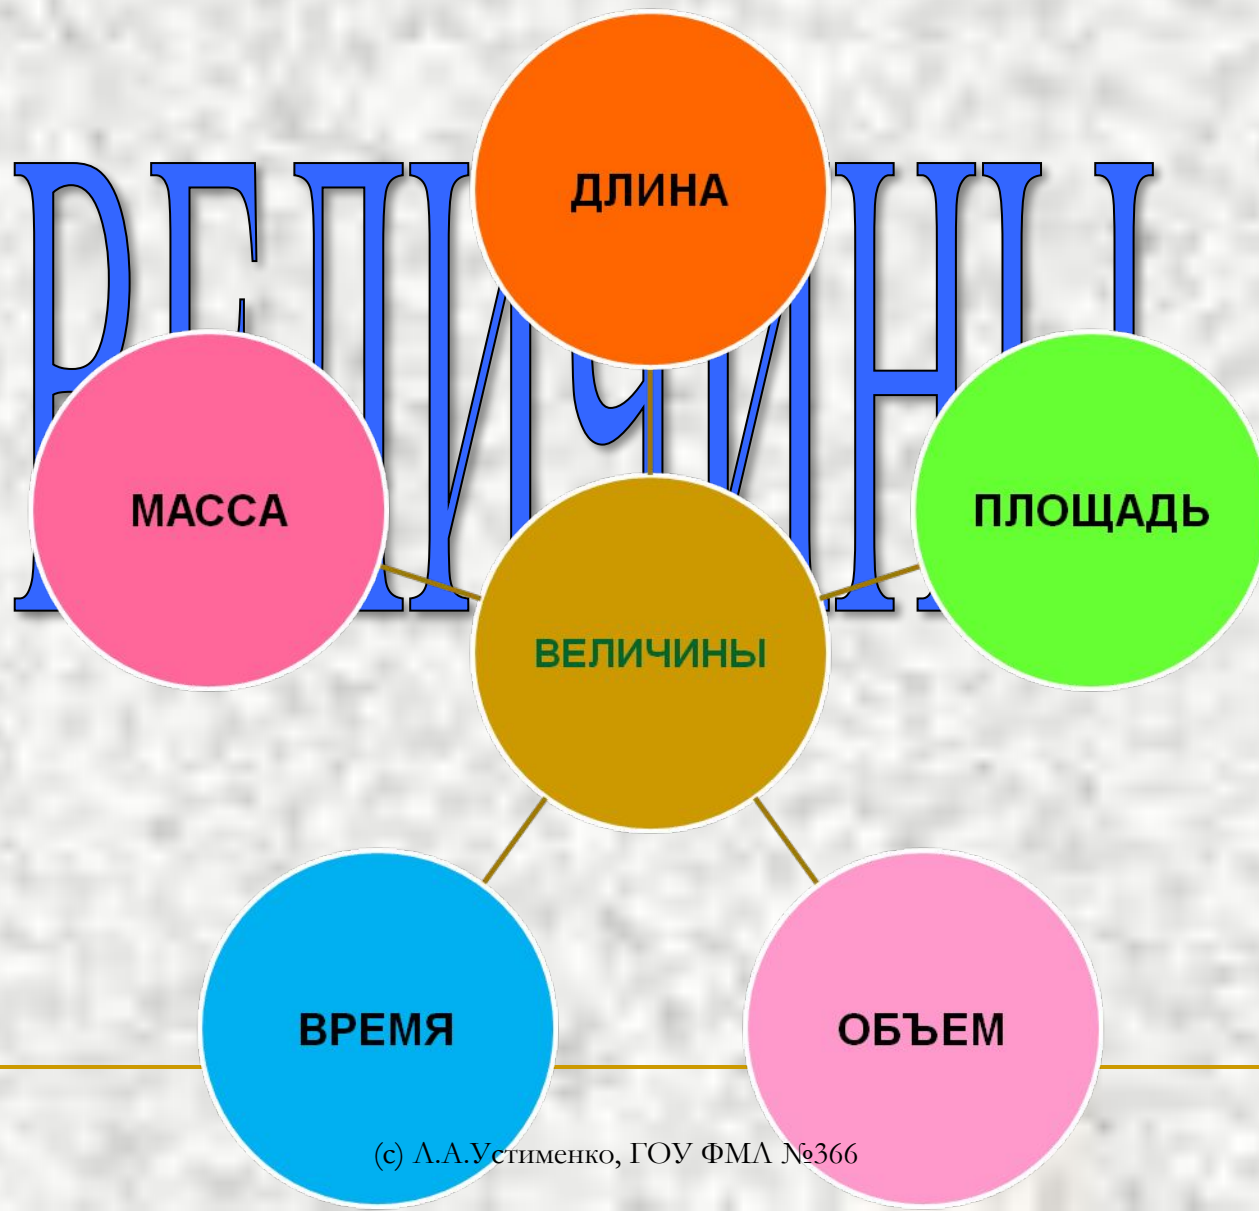 ВЕЛИЧИНЫ
ДЛИНА
МАССА
ПЛОЩАДЬ
ВЕЛИЧИНЫ
ВРЕМЯ
ОБЪЕМ
(c) Л.А.Устименко, ГОУ ФМЛ №366